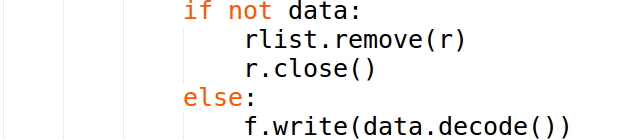 if not data:
    rlist.remove(r)
    r.close()
else:
    f.write(data.decode())